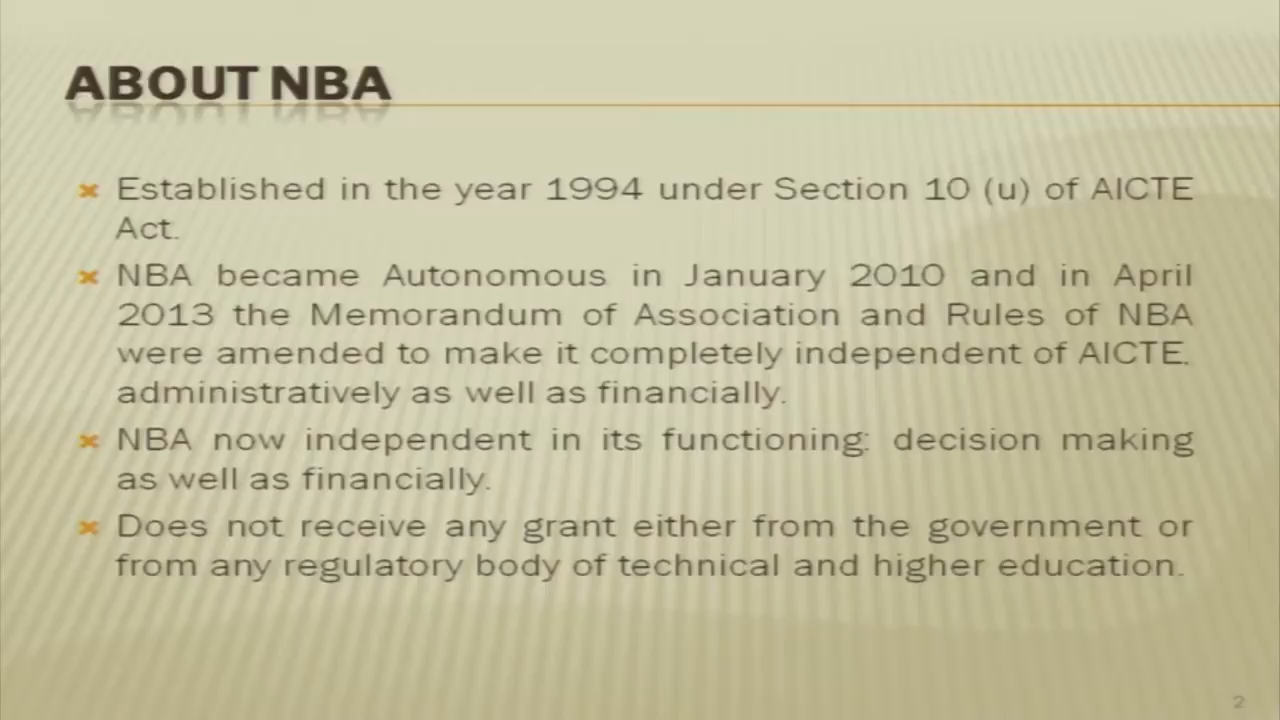 ABOUT NBA
Established in the year 1994 under Section 10 (u) of AICTE
Act.
NBA became Autonomous in January 2010 and in April
2013 the Memorandum of Association and Rules of NBA
were amended to make it completely independent of AICTE,
administratively as well as financially.
NBA now independent in its functioning: decision making
as well as financially.
Does not receive any grant either from the government or
from any regulatory body of technical and higher education.
2